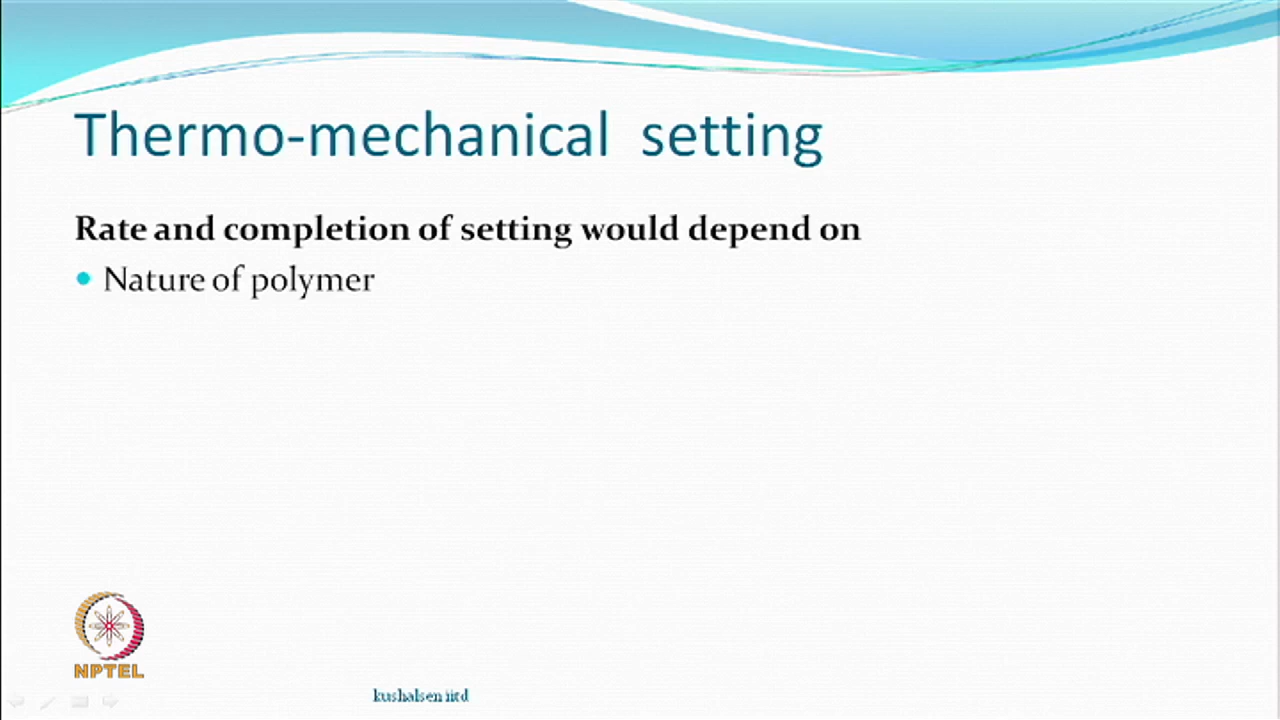 Thermo-mechanical setting
Rate and completion of setting would depend on
Nature of polymer
NPTEL
kushalsen iitd